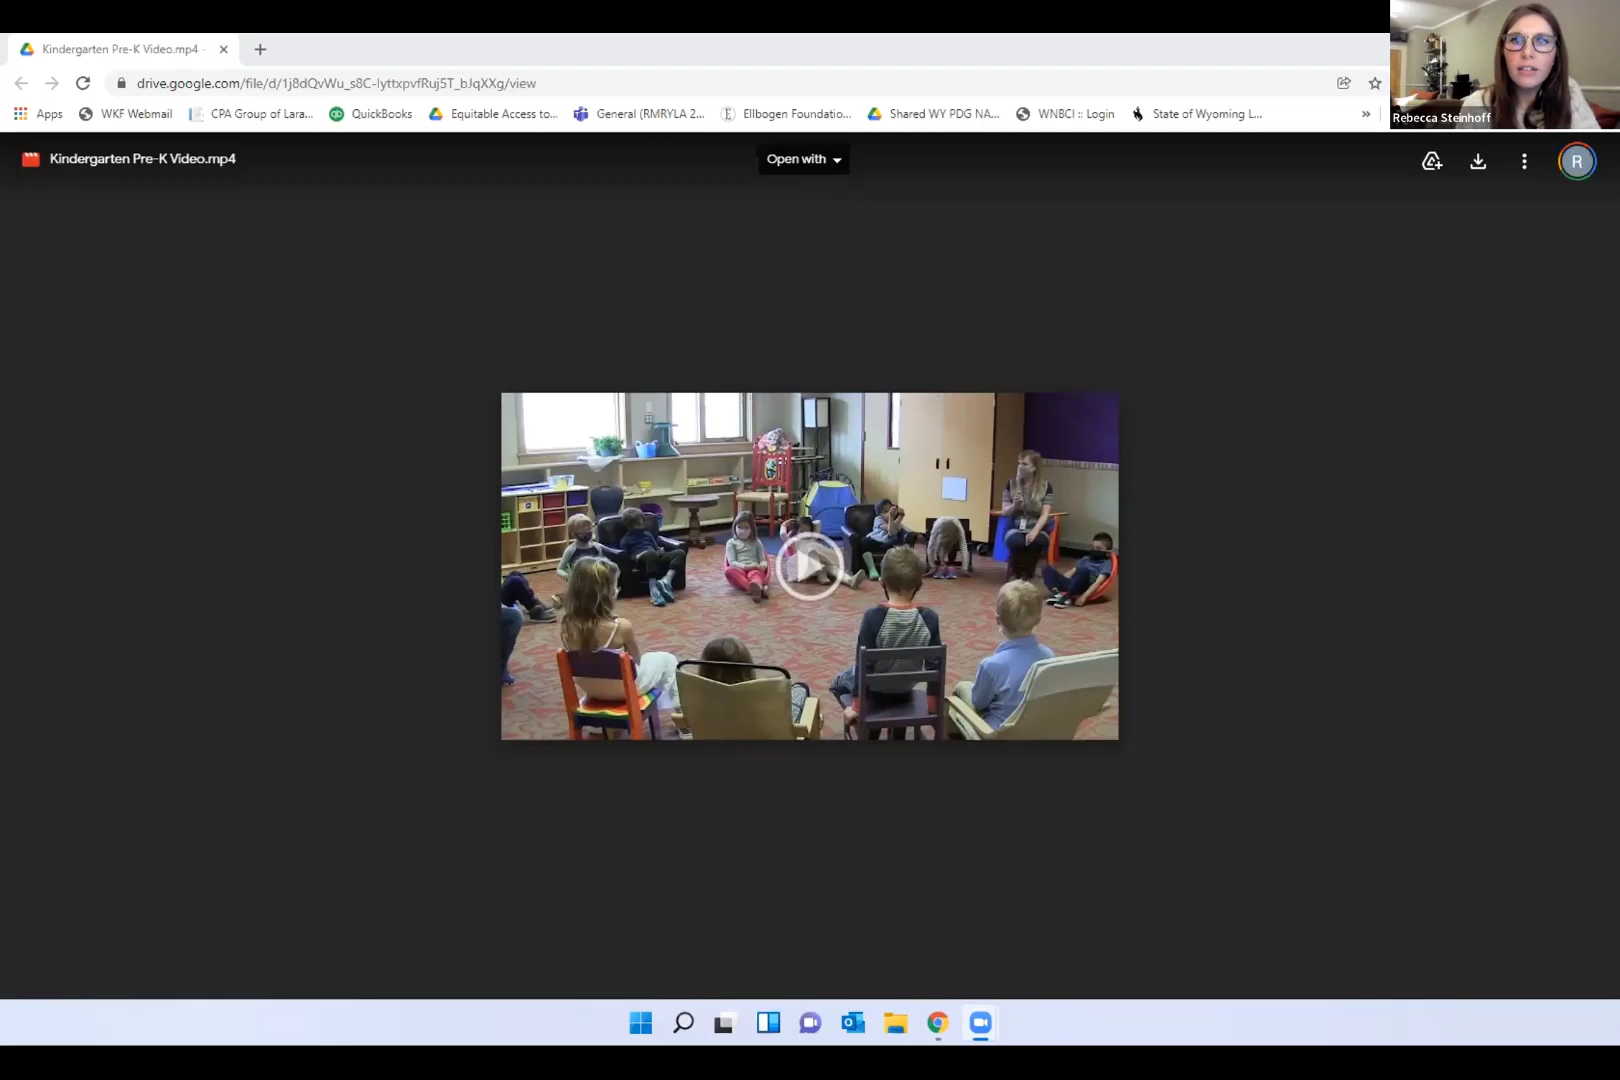 Kindergarten Pre-K Video.mp4 -
drive.google.com/file/d/1j8dQvWu_s8C-lyttxpvfRuj5T_bJqXXg/view
Apps WKF Webmail CPA Group of Lara... QuickBooks Equitable Access to... General (RMRYLA 2... Ellbogen Foundatio... Shared WY PDG NA... WNBCI :: Login State of Wyoming L... »
Rebecca Steinhoff
Kindergarten Pre-K Video.mp4
Open with
R